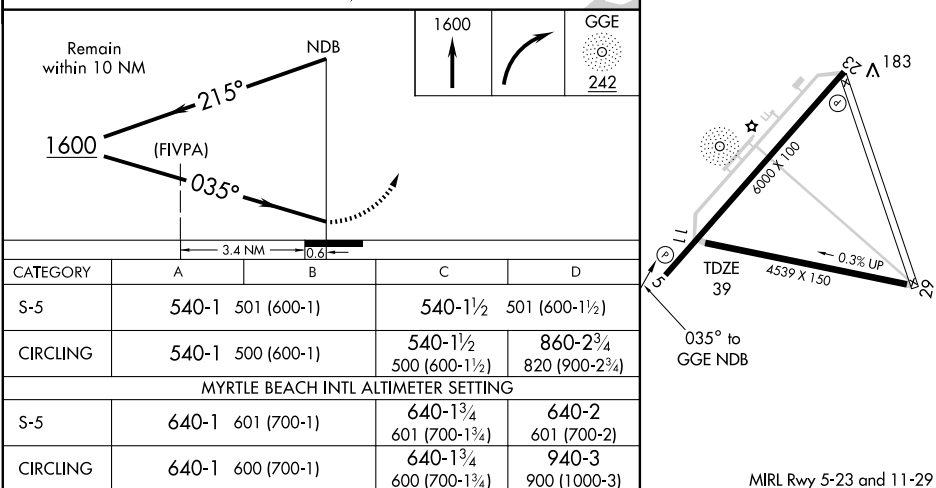 Remain
within 10 NM
NDB
215°
1600
(FIVPA)
035°
3.4 NM
0.6
1600
GGE
242
CATEGORY A B C D
S-5 540-1 501 (600-1) 540-1½ 501 (600-1½)
CIRCLING 540-1 500 (600-1) 540-1½ 500 (600-1½) 860-2¾ 820 (900-2¾)
MYRTLE BEACH INTL ALTIMETER SETTING
S-5 640-1 601 (700-1) 640-1¾ 601 (700-1¾) 640-2 601 (700-2)
CIRCLING 640-1 600 (700-1) 640-1¾ 600 (700-1¾) 940-3 900 (1000-3)
23
183
P
6000 X 100
11
P
5
TDZE
39
0.3% UP
4539 X 150
29
035° to
GGE NDB
MIRL Rwy 5-23 and 11-29